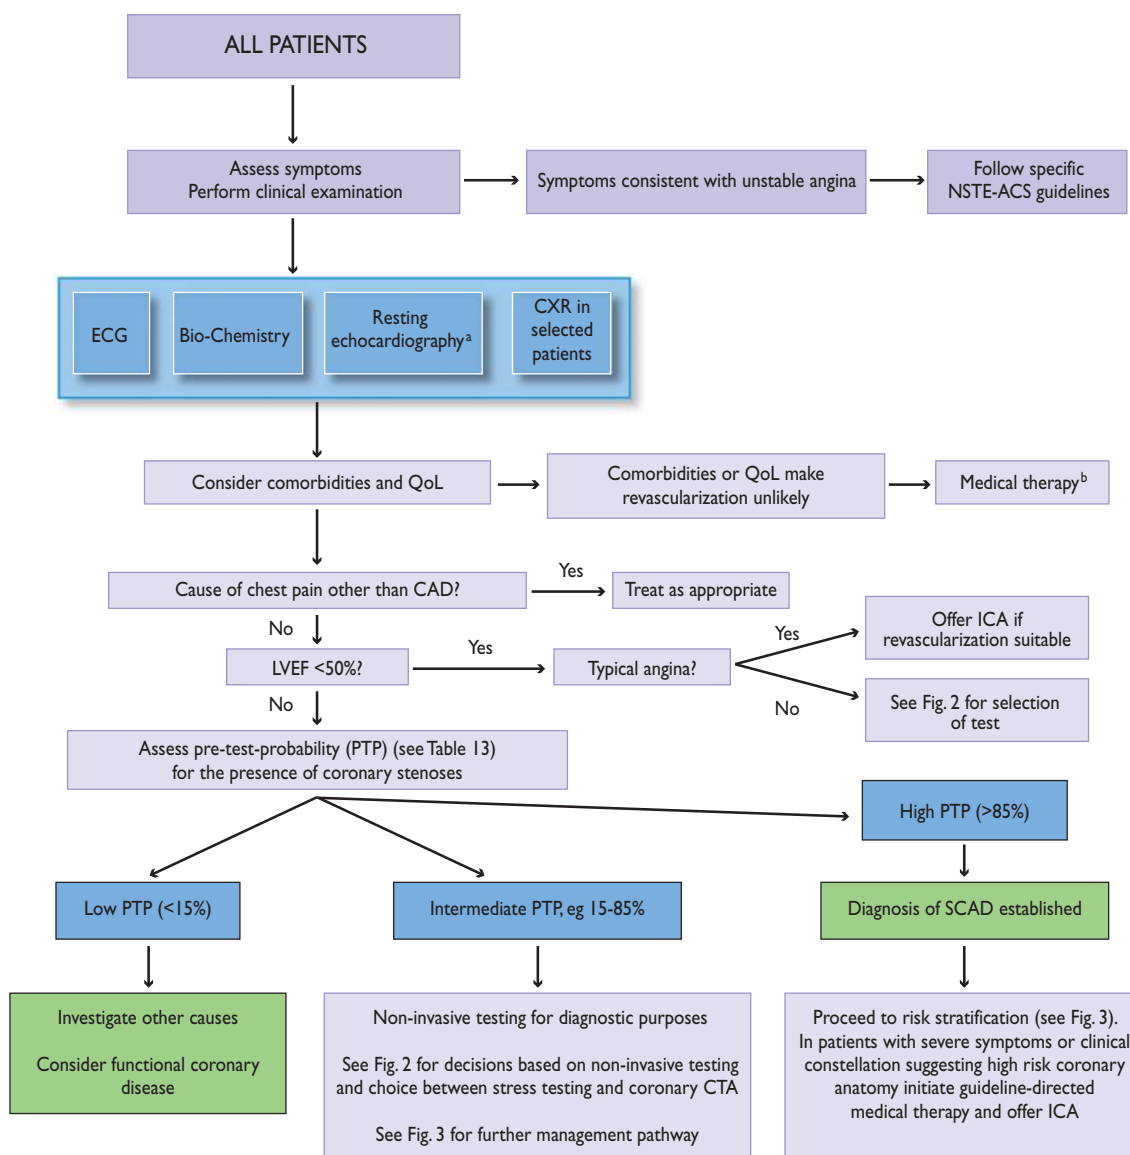 ALL PATIENTS
Assess symptoms
Perform clinical examination
Symptoms consistent with unstable angina
Follow specific
NSTE-ACS guidelines
ECG
Bio-Chemistry
Resting
echocardiographyᵃ
CXR in
selected
patients
Consider comorbidities and QoL
Comorbidities or QoL make
revascularization unlikely
Medical therapyᵇ
Cause of chest pain other than CAD?
Yes
Treat as appropriate
No
LVEF <50%?
Yes
Typical angina?
Yes
Offer ICA if
revascularization suitable
No
See Fig. 2 for selection
of test
No
Assess pre-test-probability (PTP) (see Table 13)
for the presence of coronary stenoses
High PTP (>85%)
Low PTP (<15%)
Intermediate PTP, eg 15-85%
Diagnosis of SCAD established
Investigate other causes
Consider functional coronary
disease
Non-invasive testing for diagnostic purposes
See Fig. 2 for decisions based on non-invasive testing
and choice between stress testing and coronary CTA
See Fig. 3 for further management pathway
Proceed to risk stratification (see Fig. 3).
In patients with severe symptoms or clinical
constellation suggesting high risk coronary
anatomy initiate guideline-directed
medical therapy and offer ICA